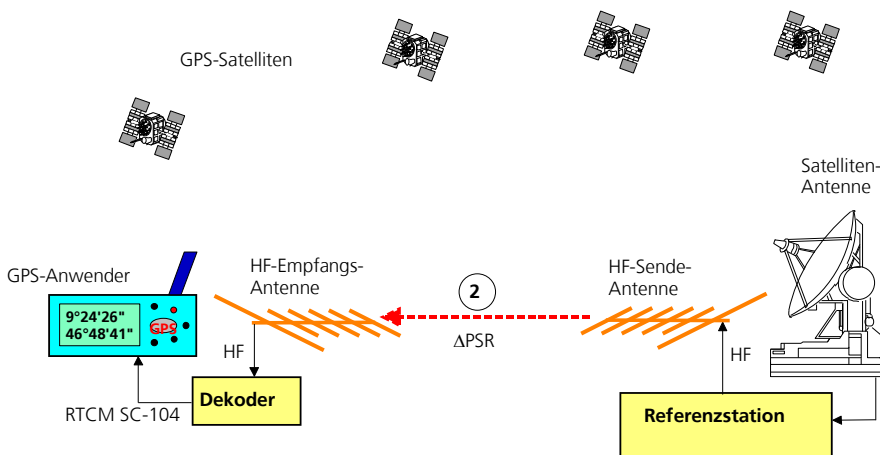 GPS-Satelliten
Satelliten-
Antenne
GPS-Anwender
HF-Empfangs-
Antenne
2
HF-Sende-
Antenne
9°24'26"
46°48'41"
GPS
ΔPSR
HF
HF
RTCM SC-104
Dekoder
Referenzstation